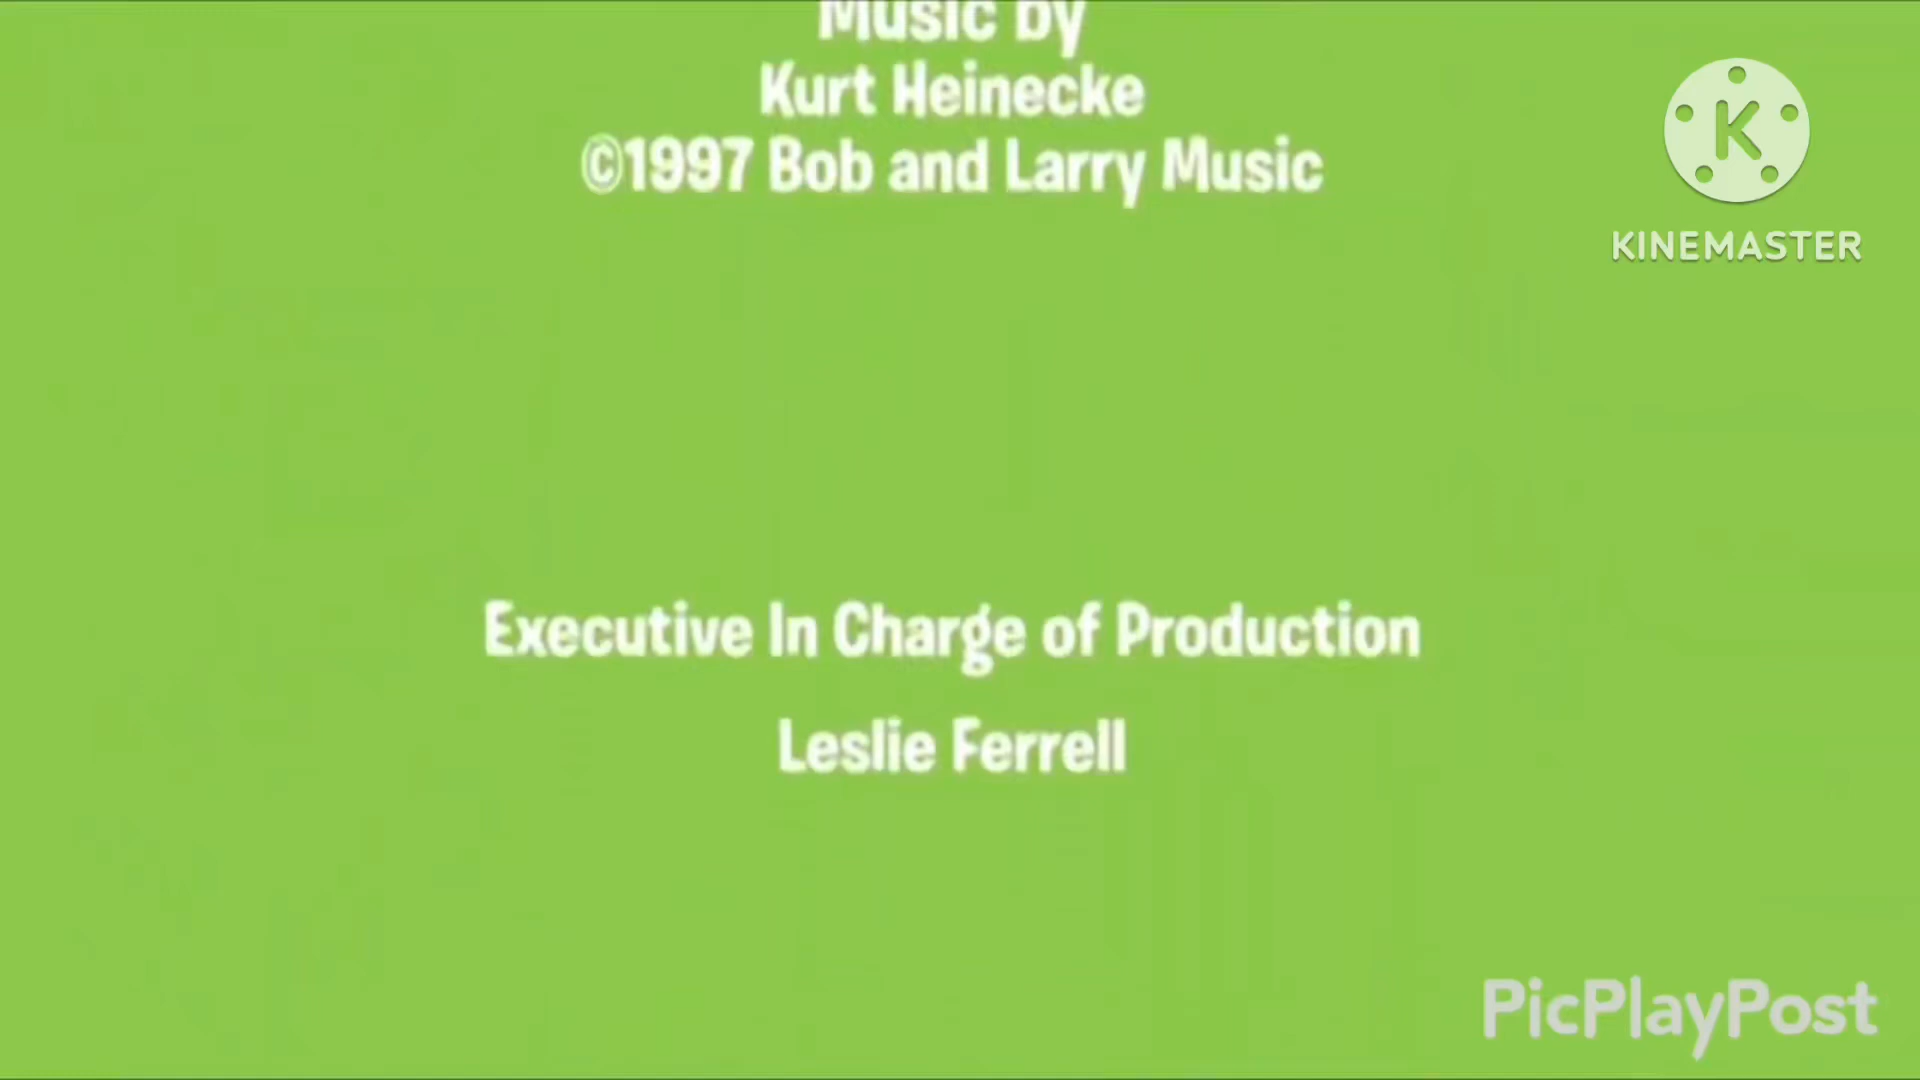 Music by
Kurt Heinecke
©1997 Bob and Larry Music
K
KINEMASTER
Executive In Charge of Production
Leslie Ferrell
PicPlayPost